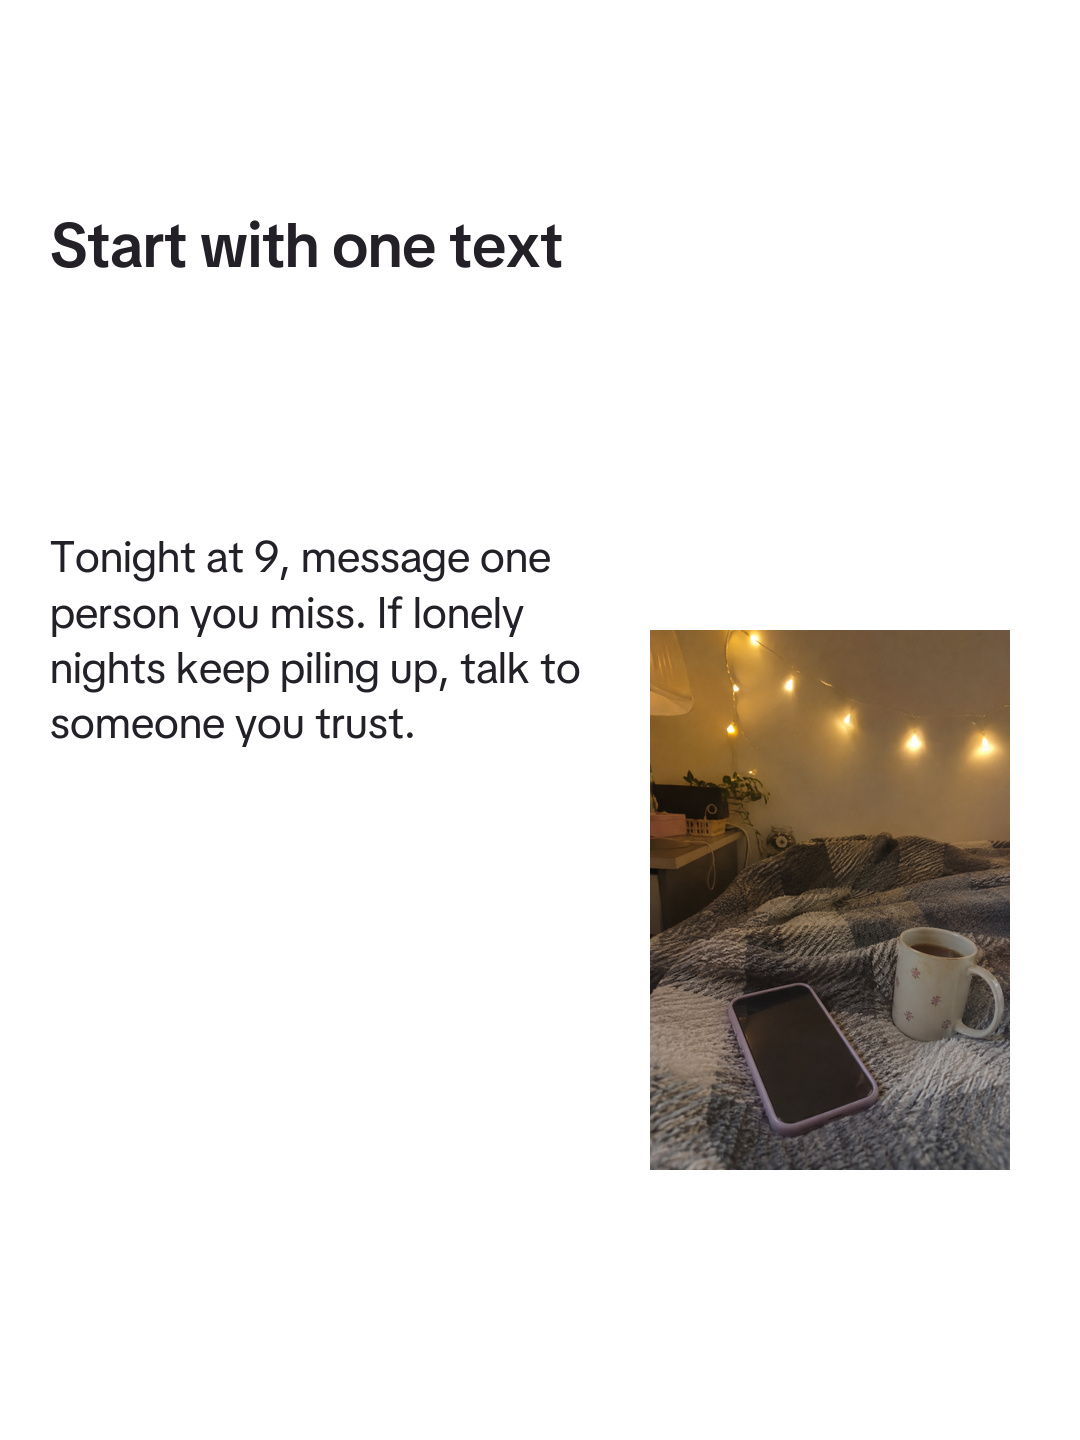 Start with one text
Tonight at 9, message one
person you miss. If lonely
nights keep piling up, talk to
someone you trust.